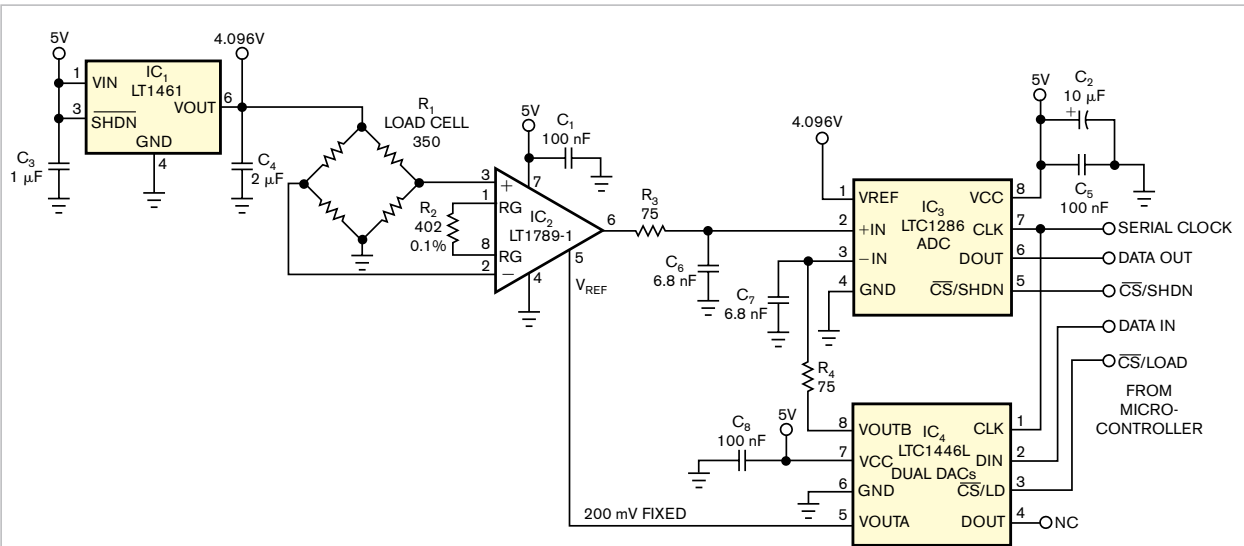 5V
4.096V
1
VIN
IC1
LT1461
VOUT
6
3
SHDN
GND
4
C3
1 µF
C4
2 µF
R1
LOAD CELL
350
5V
C1
100 nF
3
+
7
1
RG
R2
402
0.1%
IC2
LT1789-1
8
RG
2
−
6
5
4
VREF
R3
75
C6
6.8 nF
C7
6.8 nF
4.096V
5V
C2
10 µF
+
C5
100 nF
1
VREF
IC3
LTC1286
ADC
VCC
8
2
+IN
CLK
7
SERIAL CLOCK
3
−IN
DOUT
6
DATA OUT
4
GND
CS/SHDN
5
CS/SHDN
DATA IN
CS/LOAD
FROM
MICRO-
CONTROLLER
R4
75
C8
100 nF
5V
8
VOUTB
IC4
LTC1446L
DUAL DACs
CLK
1
7
VCC
DIN
2
6
GND
CS/LD
3
200 mV FIXED
5
VOUTA
DOUT
4
NC